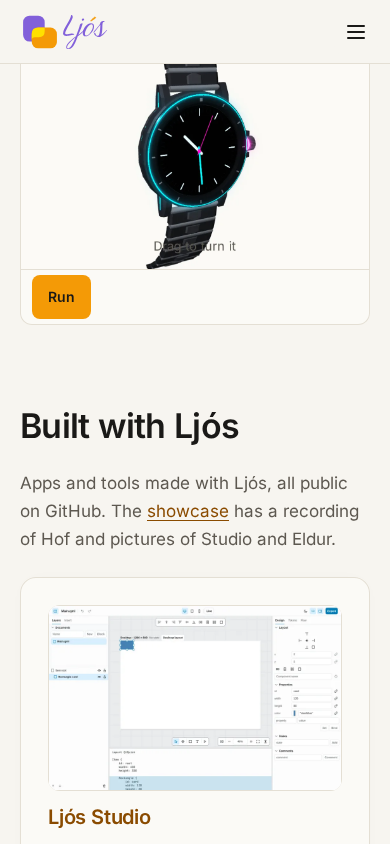 Ljós
Drag to turn it
Run
Built with Ljós
Apps and tools made with Ljós, all public
on GitHub. The showcase has a recording
of Hof and pictures of Studio and Eldur.
Ljós Studio